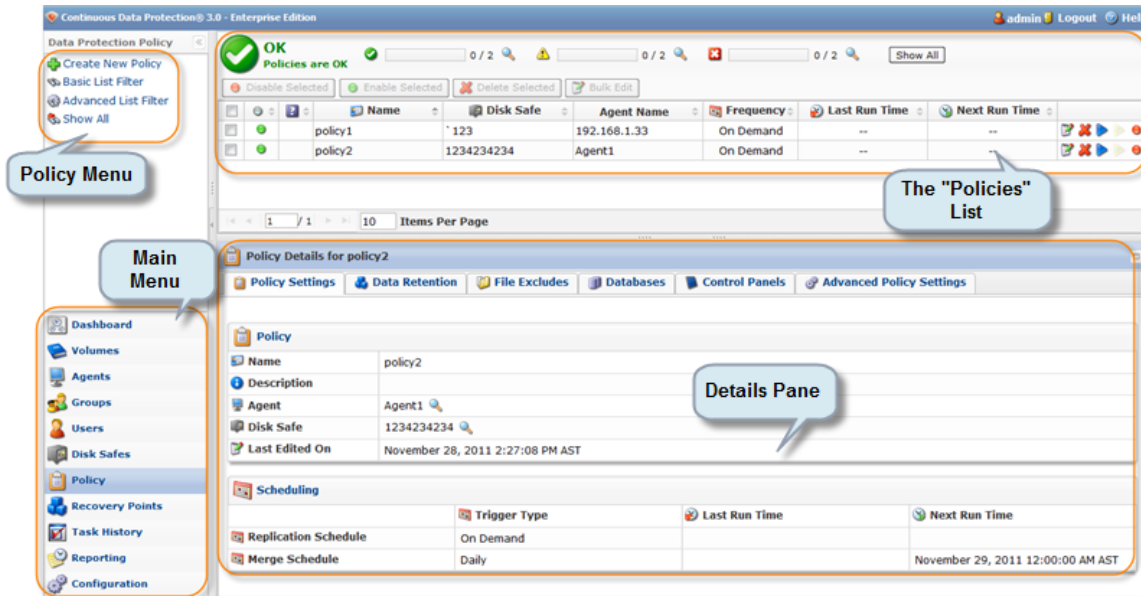 Continuous Data Protection® 3.0 - Enterprise Edition
admin Logout Hel
Data Protection Policy
Create New Policy
Basic List Filter
Advanced List Filter
Show All
Policy Menu
OK
Policies are OK
0 / 2
0 / 2
0 / 2
Show All
Disable Selected Enable Selected Delete Selected Bulk Edit
Name Disk Safe Agent Name Frequency Last Run Time Next Run Time
policy1 `123 192.168.1.33 On Demand -- --
policy2 1234234234 Agent1 On Demand -- --
The "Policies"
List
1 / 1 10 Items Per Page
Main
Menu
Dashboard
Volumes
Agents
Groups
Users
Disk Safes
Policy
Recovery Points
Task History
Reporting
Configuration
Policy Details for policy2
Policy Settings Data Retention File Excludes Databases Control Panels Advanced Policy Settings
Policy
Name policy2
Description
Agent Agent1
Disk Safe 1234234234
Last Edited On November 28, 2011 2:27:08 PM AST
Details Pane
Scheduling
Trigger Type Last Run Time Next Run Time
Replication Schedule On Demand
Merge Schedule Daily November 29, 2011 12:00:00 AM AST